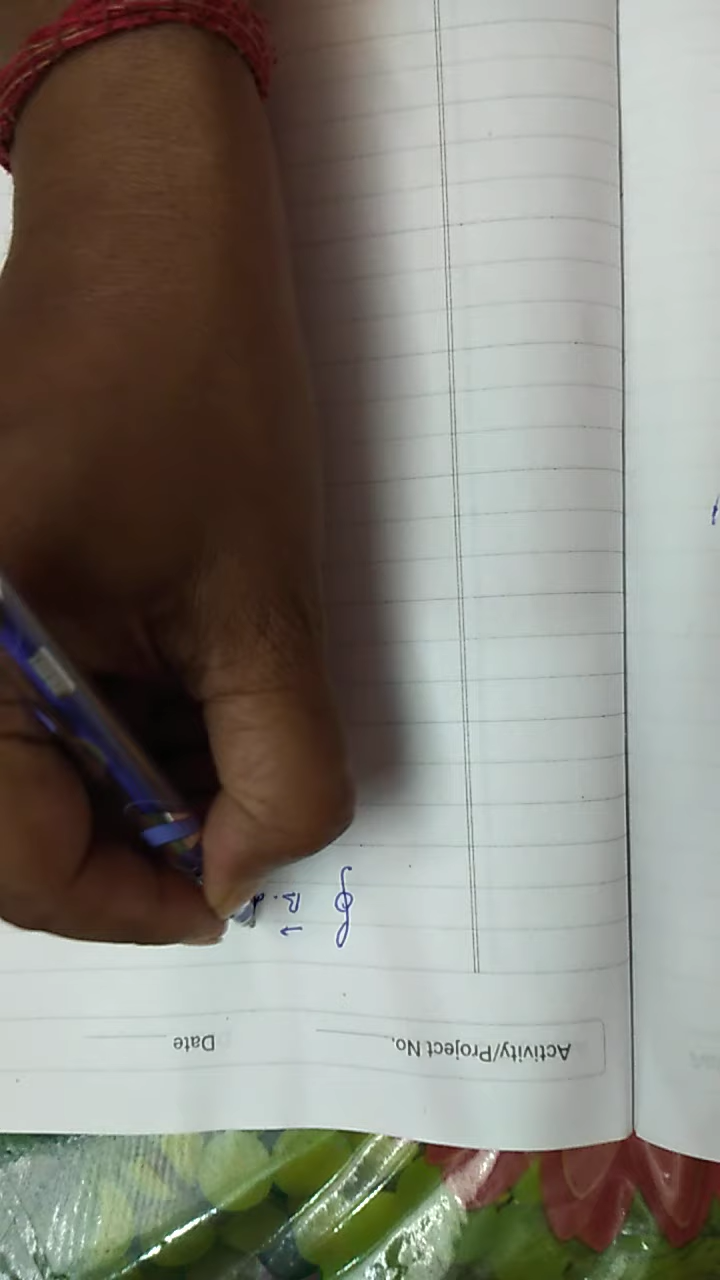 Activity/Project No. Date
∮ B⃗ . d